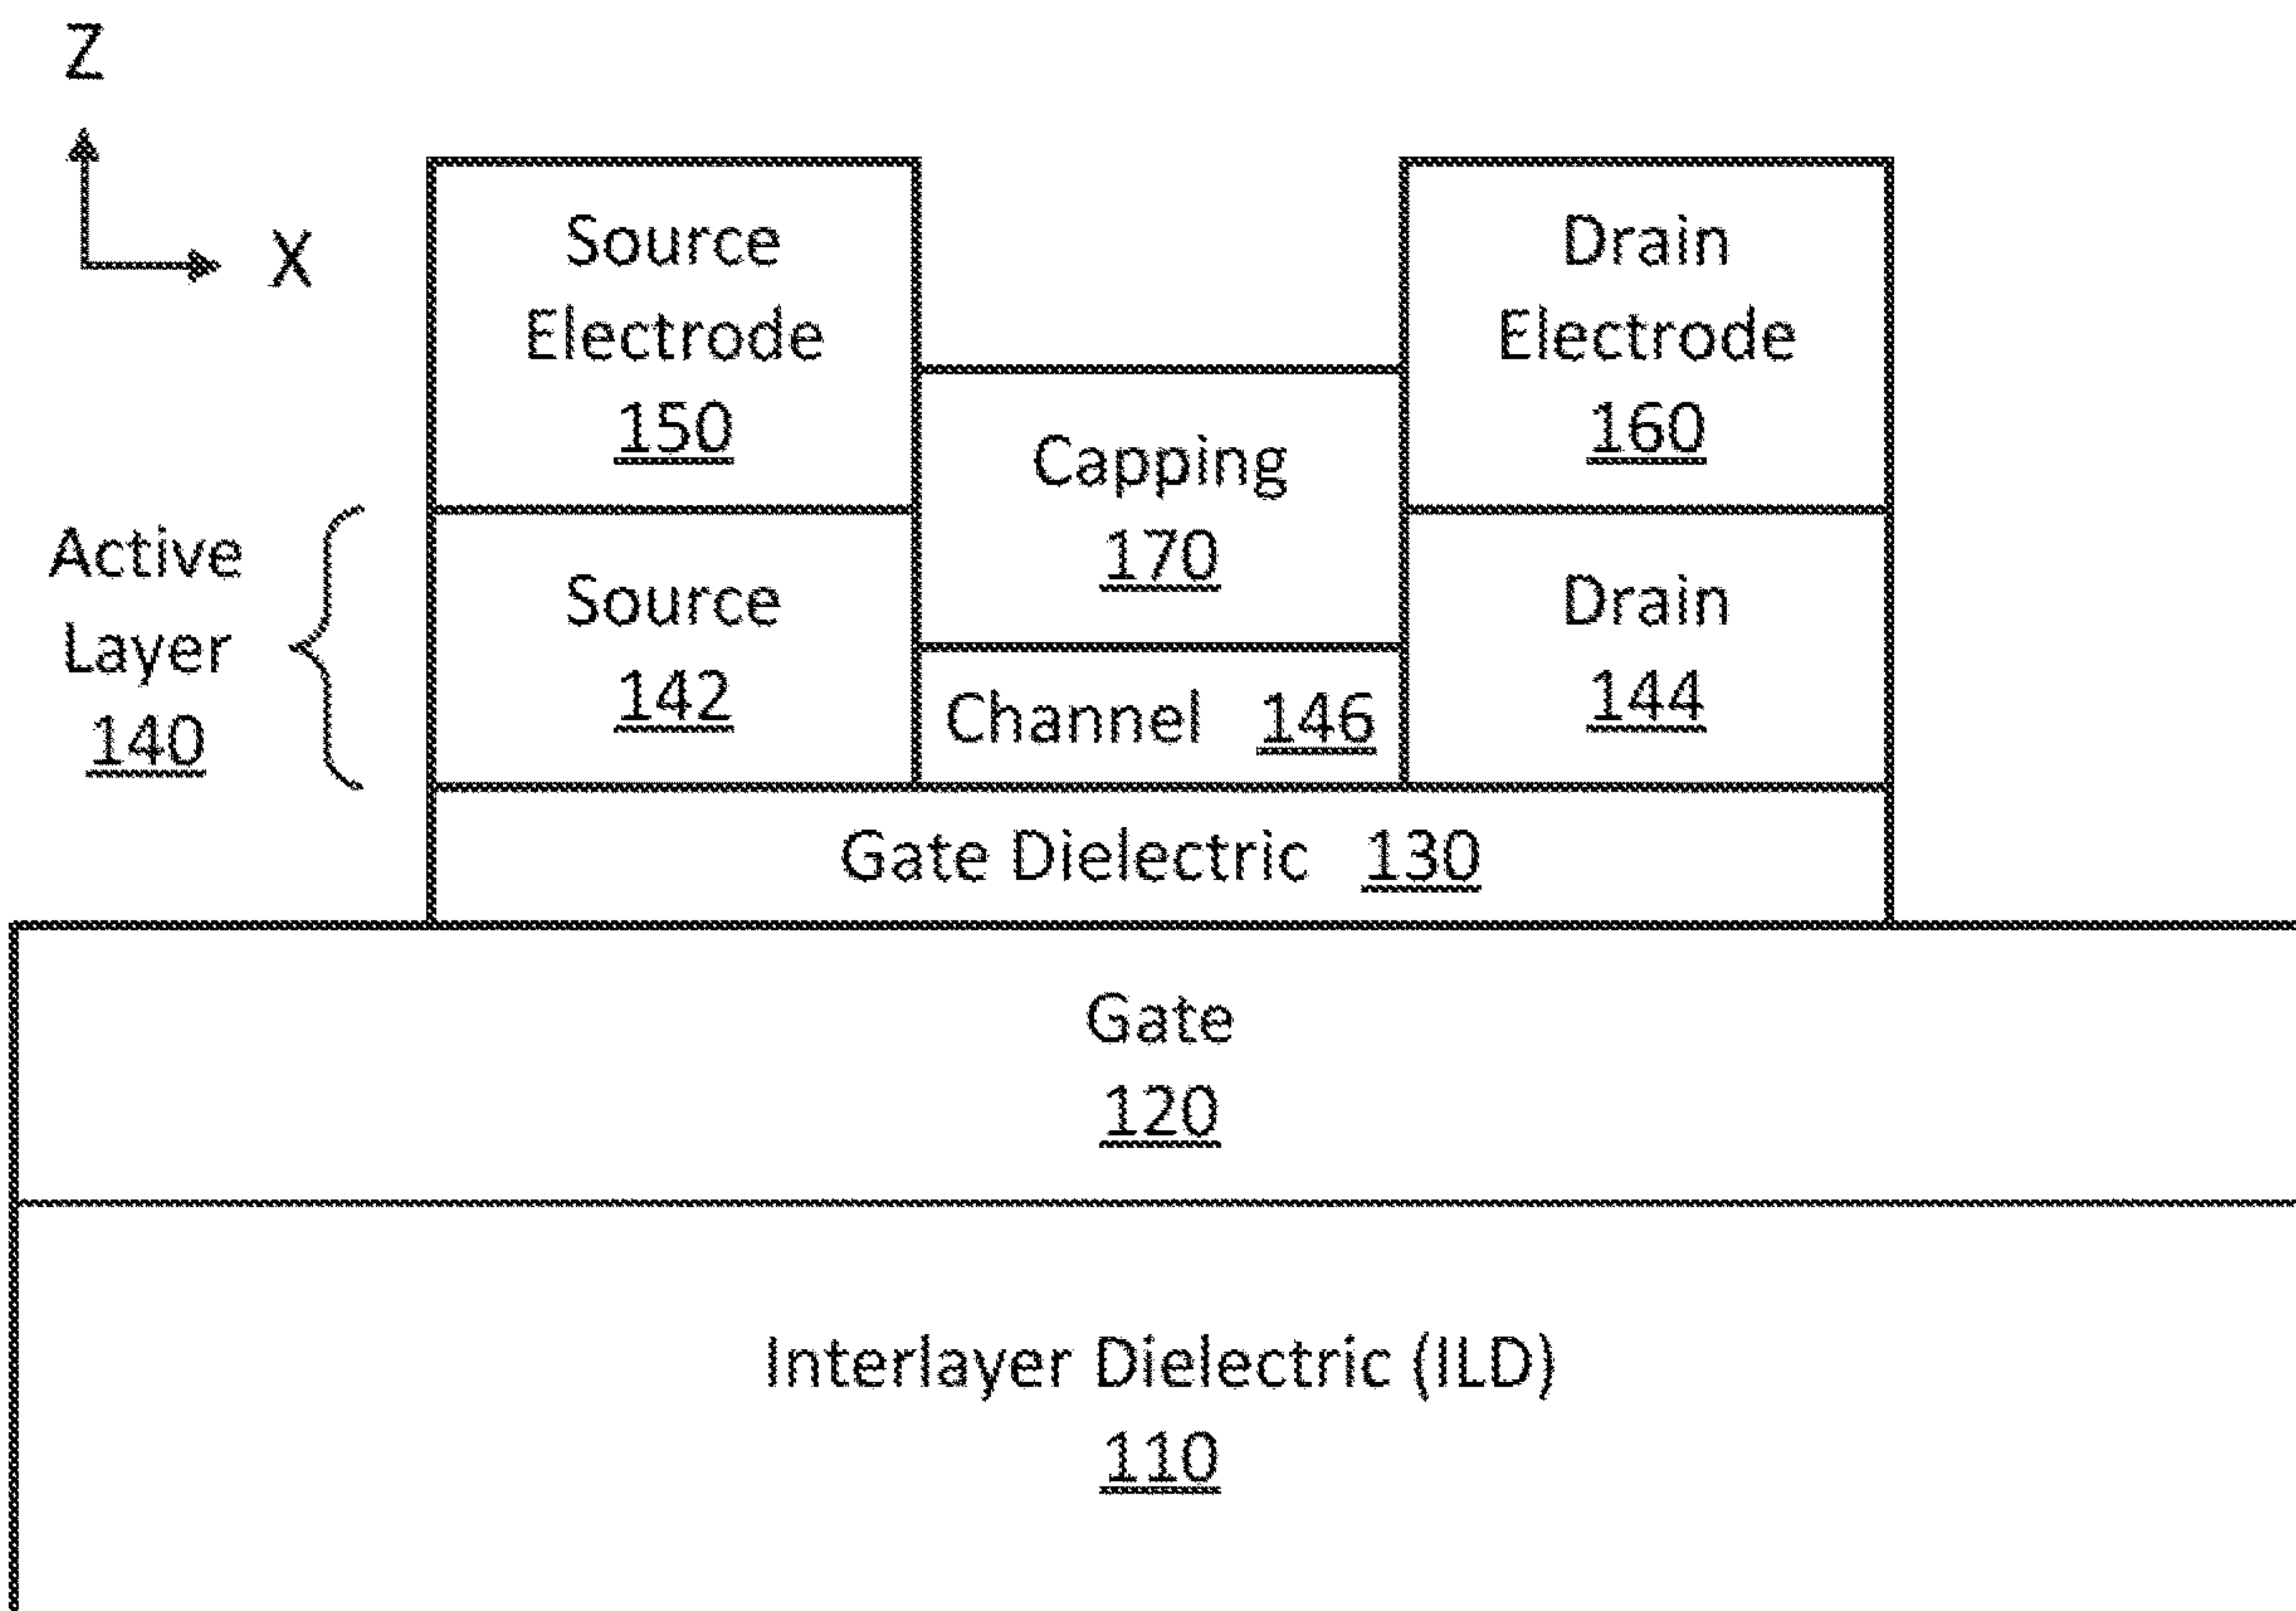 Z
X
Source
Electrode
150
Drain
Electrode
160
Capping
170
Active
Layer
140
Source
142
Channel 146
Drain
144
Gate Dielectric 130
Gate
120
Interlayer Dielectric (ILD)
110